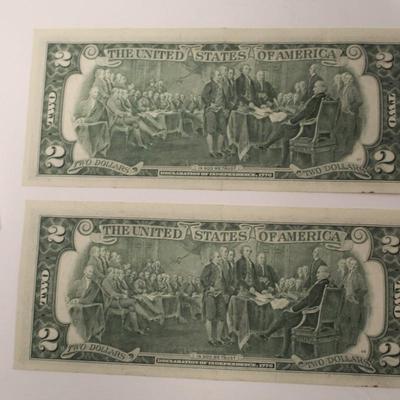 2 THE UNITED STATES OF AMERICA 2
TWO TWO
2 TWO DOLLARS IN GOD WE TRUST TWO DOLLARS 2
DECLARATION OF INDEPENDENCE, 1776
2 THE UNITED STATES OF AMERICA 2
TWO TWO
2 TWO DOLLARS IN GOD WE TRUST TWO DOLLARS 2
DECLARATION OF INDEPENDENCE, 1776